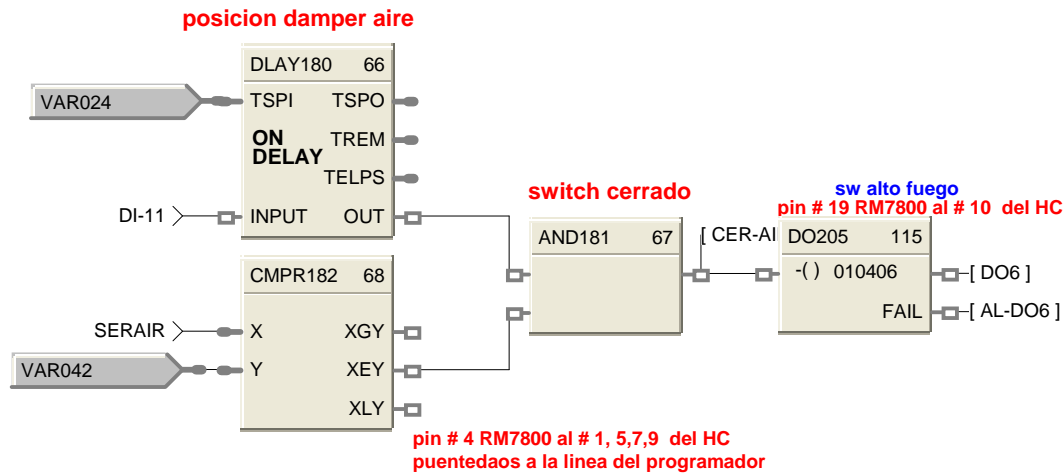 posicion damper aire
DLAY180 66
VAR024
TSPI TSPO
ON DELAY
TREM
TELPS
DI-11
INPUT OUT
switch cerrado
sw alto fuego
pin # 19 RM7800 al # 10 del HC
AND181 67
[ CER-AI
DO205 115
-( ) 010406
[ DO6 ]
FAIL
[ AL-DO6 ]
CMPR182 68
SERAIR
X XGY
VAR042
Y XEY
XLY
pin # 4 RM7800 al # 1, 5,7,9 del HC
puentedaos a la linea del programador